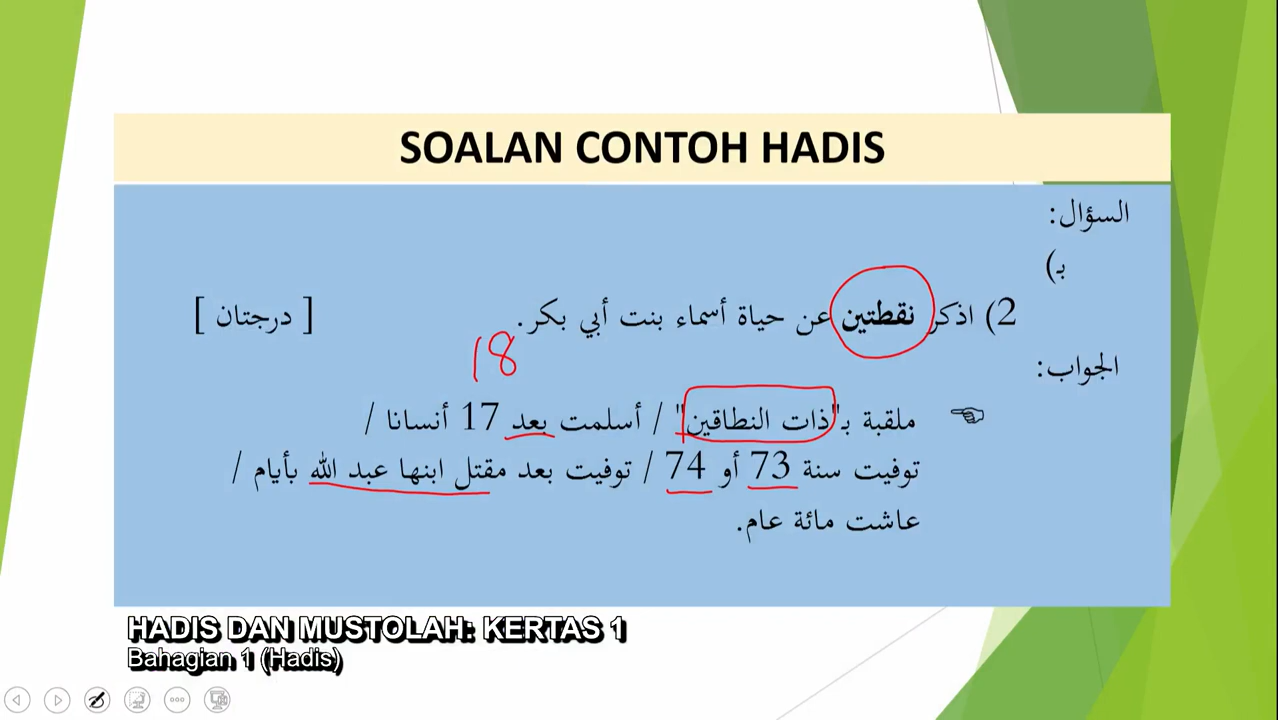 SOALAN CONTOH HADIS
السؤال:
بـ)
2) اذكر نقطتين عن حياة أسماء بنت أبي بكر. [ درجتان ]
18
الجواب:
ملقبة بـ"ذات النطاقين" / أسلمت بعد 17 أنسانا /
توفيت سنة 73 أو 74 / توفيت بعد مقتل ابنها عبد الله بأيام /
عاشت مائة عام.
HADIS DAN MUSTOLAH: KERTAS 1
Bahagian 1 (Hadis)